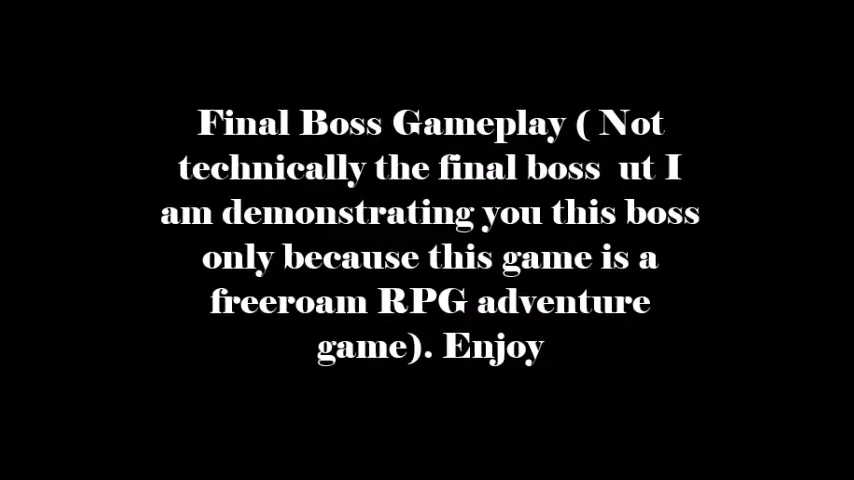 Final Boss Gameplay ( Not
technically the final boss  ut I
am demonstrating you this boss
only because this game is a
freeroam RPG adventure
game). Enjoy